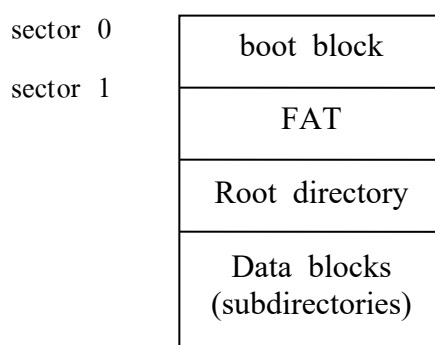 sector 0
boot block
sector 1
FAT
Root directory
Data blocks
(subdirectories)